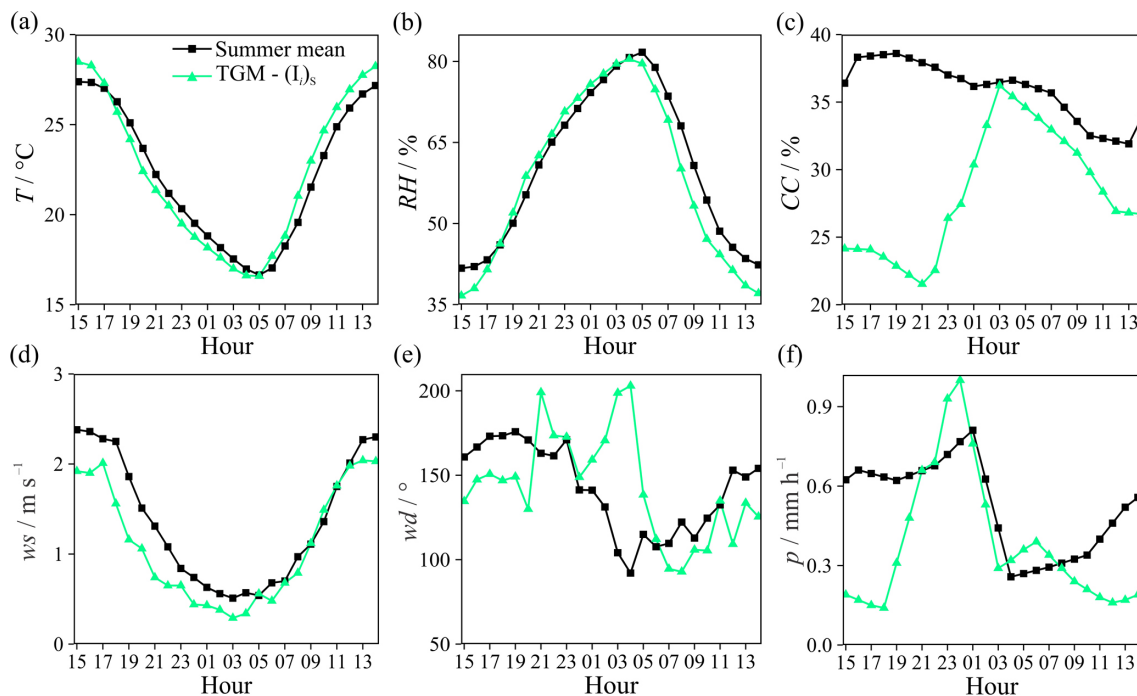 (a)
Summer mean
TGM - (Iᵢ)ₛ
T / °C
30
25
20
15
15 17 19 21 23 01 03 05 07 09 11 13
Hour
(b)
RH / %
80
65
50
35
15 17 19 21 23 01 03 05 07 09 11 13
Hour
(c)
CC / %
40
35
30
25
20
15 17 19 21 23 01 03 05 07 09 11 13
Hour
(d)
ws / m s⁻¹
3
2
1
0
15 17 19 21 23 01 03 05 07 09 11 13
Hour
(e)
wd / °
200
150
100
50
15 17 19 21 23 01 03 05 07 09 11 13
Hour
(f)
p / mm h⁻¹
0.9
0.6
0.3
0.0
15 17 19 21 23 01 03 05 07 09 11 13
Hour